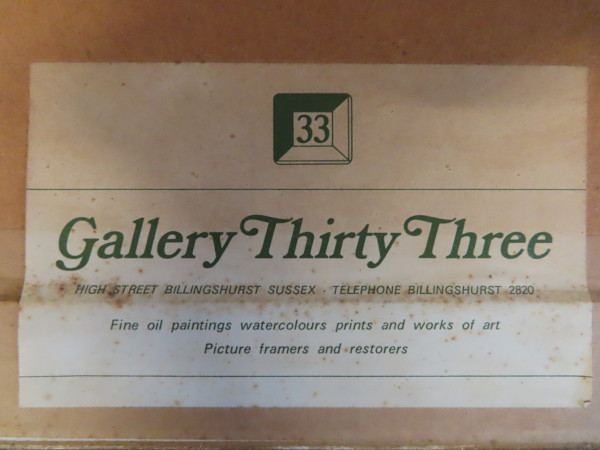 33
Gallery Thirty Three
HIGH STREET BILLINGSHURST SUSSEX · TELEPHONE BILLINGSHURST 2820
Fine oil paintings watercolours prints and works of art
Picture framers and restorers